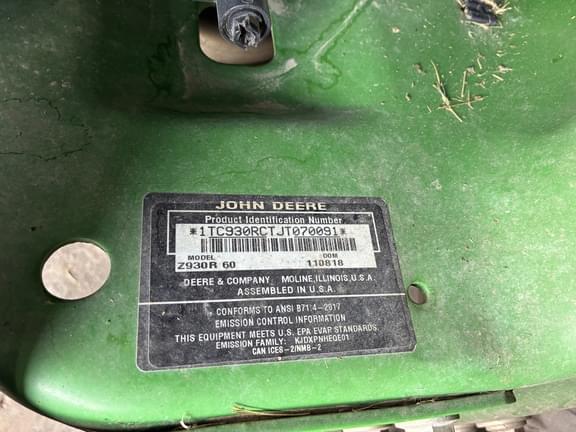 JOHN DEERE
Product Identification Number
*1TC930RCTJT070091*
MODEL DOM
Z930R 60 110818
DEERE & COMPANY MOLINE, ILLINOIS, U.S.A.
ASSEMBLED IN U.S.A.
CONFORMS TO ANSI B71.4-2017
EMISSION CONTROL INFORMATION
THIS EQUIPMENT MEETS U.S. EPA EVAP STANDARDS.
EMISSION FAMILY: KJDXPNHEQE01
CAN ICES-2/NMB-2